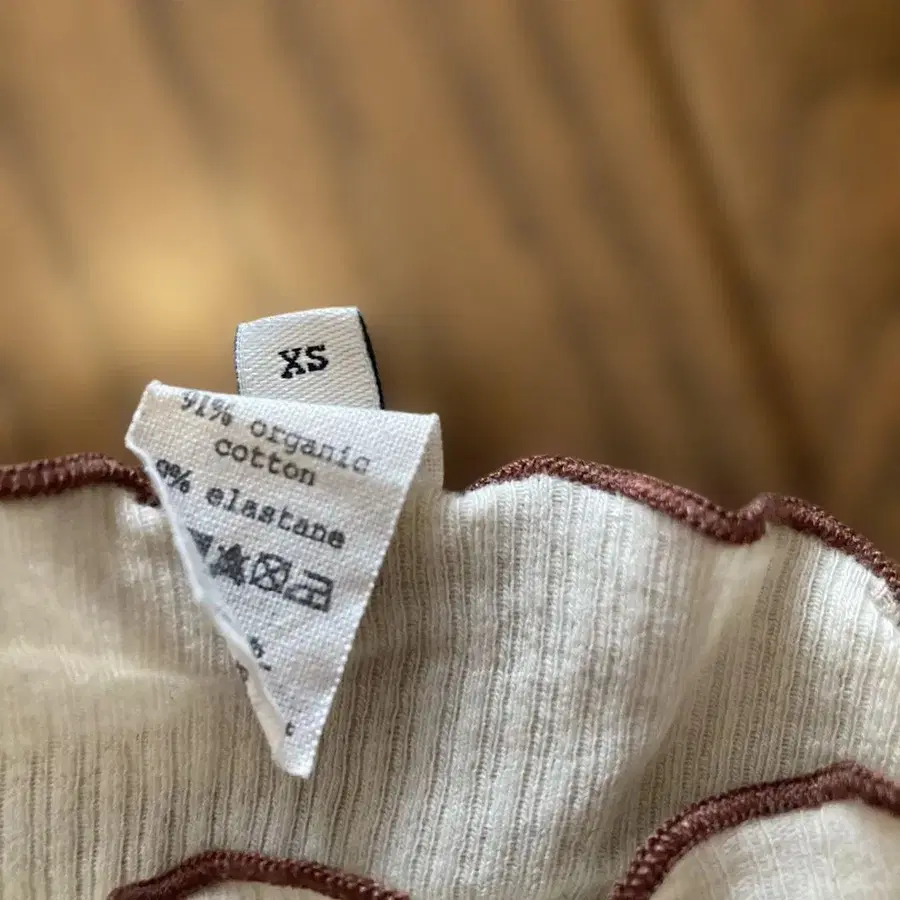 XS
91% organic
cotton
9% elastane